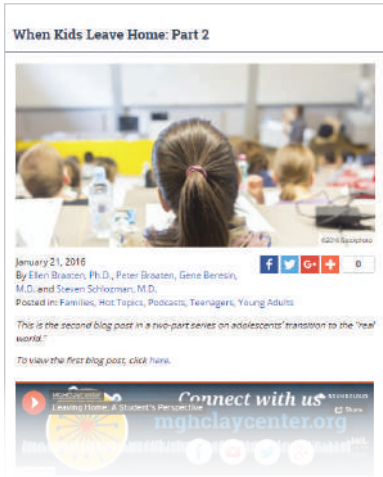 When Kids Leave Home: Part 2
©2016 iStockphoto
January 21, 2016
By Ellen Braaten, Ph.D., Peter Braaten, Gene Beresin,
M.D. and Steven Schlozman, M.D.
0
Posted in: Families, Hot Topics, Podcasts, Teenagers, Young Adults
This is the second blog post in a two-part series on adolescents' transition to the "real
world."
To view the first blog post, click here.
MGHCLAYCENTER
Leaving Home: A Student's Perspective
Connect with us
SOUNDCLOUD
Share
mghclaycenter.org